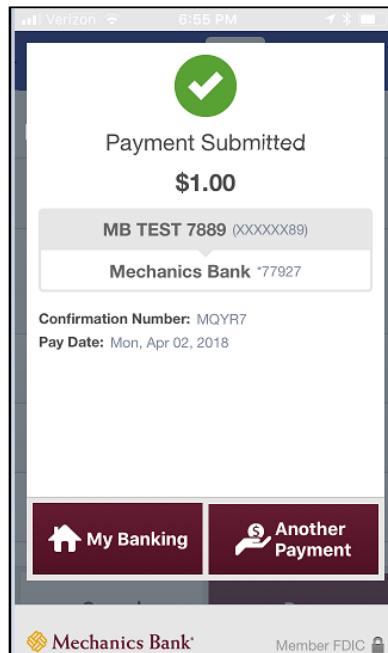 Verizon 6:55 PM
Payment Submitted
$1.00
MB TEST 7889 (XXXXXX89)
Mechanics Bank *77927
Confirmation Number: MQYR7
Pay Date: Mon, Apr 02, 2018
My Banking
Another
Payment
Mechanics Bank
Member FDIC